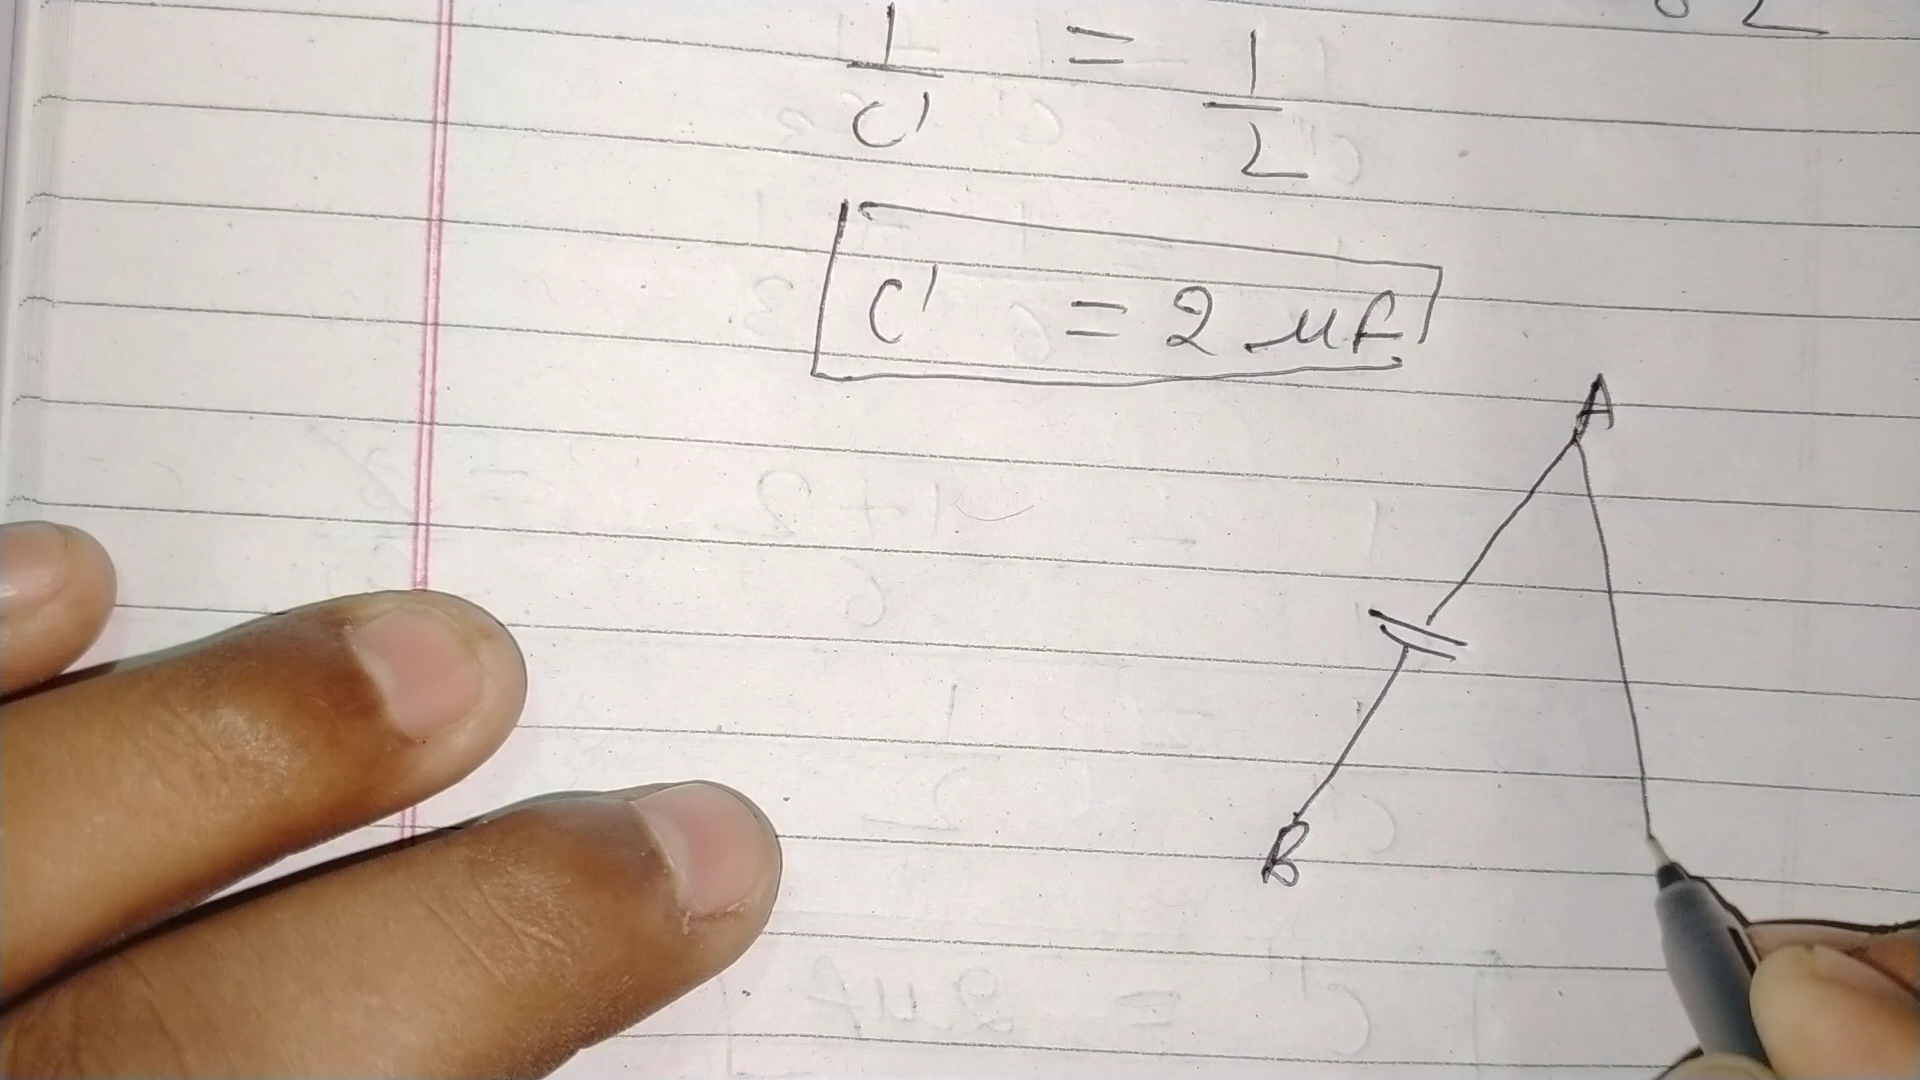 1/C' = 1/2
C' = 2 μf
A
B